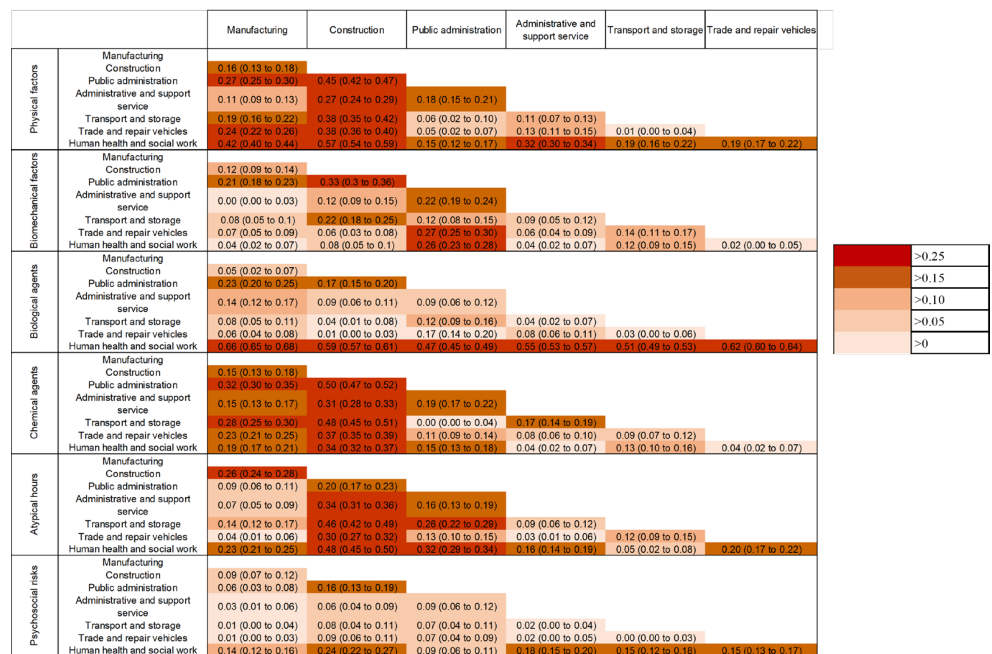 Manufacturing Construction Public administration Administrative and support service Transport and storage Trade and repair vehicles
Physical factors
Manufacturing
Construction 0.16 (0.13 to 0.18)
Public administration 0.27 (0.25 to 0.30) 0.45 (0.42 to 0.47)
Administrative and support service 0.11 (0.09 to 0.13) 0.27 (0.24 to 0.29) 0.18 (0.15 to 0.21)
Transport and storage 0.19 (0.16 to 0.22) 0.38 (0.35 to 0.42) 0.06 (0.02 to 0.10) 0.11 (0.07 to 0.13)
Trade and repair vehicles 0.24 (0.22 to 0.26) 0.38 (0.36 to 0.40) 0.05 (0.02 to 0.07) 0.13 (0.11 to 0.15) 0.01 (0.00 to 0.04)
Human health and social work 0.42 (0.40 to 0.44) 0.57 (0.54 to 0.59) 0.15 (0.12 to 0.17) 0.32 (0.30 to 0.34) 0.19 (0.16 to 0.22) 0.19 (0.17 to 0.22)
Biomechanical factors
Manufacturing
Construction 0.12 (0.09 to 0.14)
Public administration 0.21 (0.18 to 0.23) 0.33 (0.3 to 0.36)
Administrative and support service 0.00 (0.00 to 0.03) 0.12 (0.09 to 0.15) 0.22 (0.19 to 0.24)
Transport and storage 0.08 (0.05 to 0.1) 0.22 (0.18 to 0.25) 0.12 (0.08 to 0.15) 0.09 (0.05 to 0.12)
Trade and repair vehicles 0.07 (0.05 to 0.09) 0.06 (0.03 to 0.08) 0.27 (0.25 to 0.30) 0.06 (0.04 to 0.09) 0.14 (0.11 to 0.17)
Human health and social work 0.04 (0.02 to 0.07) 0.08 (0.05 to 0.1) 0.26 (0.23 to 0.28) 0.04 (0.02 to 0.07) 0.12 (0.09 to 0.15) 0.02 (0.00 to 0.05)
Biological agents
Manufacturing
Construction 0.05 (0.02 to 0.07)
Public administration 0.23 (0.20 to 0.25) 0.17 (0.15 to 0.20)
Administrative and support service 0.14 (0.12 to 0.17) 0.09 (0.06 to 0.11) 0.09 (0.06 to 0.12)
Transport and storage 0.08 (0.05 to 0.11) 0.04 (0.01 to 0.08) 0.12 (0.09 to 0.16) 0.04 (0.02 to 0.07)
Trade and repair vehicles 0.06 (0.04 to 0.08) 0.01 (0.00 to 0.03) 0.17 (0.14 to 0.20) 0.08 (0.06 to 0.11) 0.03 (0.00 to 0.06)
Human health and social work 0.66 (0.65 to 0.68) 0.59 (0.57 to 0.61) 0.47 (0.45 to 0.49) 0.55 (0.53 to 0.57) 0.51 (0.49 to 0.53) 0.62 (0.60 to 0.64)
Chemical agents
Manufacturing
Construction 0.15 (0.13 to 0.18)
Public administration 0.32 (0.30 to 0.35) 0.50 (0.47 to 0.52)
Administrative and support service 0.15 (0.13 to 0.17) 0.31 (0.28 to 0.33) 0.19 (0.17 to 0.22)
Transport and storage 0.28 (0.25 to 0.30) 0.48 (0.45 to 0.51) 0.00 (0.00 to 0.04) 0.17 (0.14 to 0.19)
Trade and repair vehicles 0.23 (0.21 to 0.25) 0.37 (0.35 to 0.39) 0.11 (0.09 to 0.14) 0.08 (0.06 to 0.10) 0.09 (0.07 to 0.12)
Human health and social work 0.19 (0.17 to 0.21) 0.34 (0.32 to 0.37) 0.15 (0.13 to 0.18) 0.04 (0.02 to 0.07) 0.13 (0.10 to 0.16) 0.04 (0.02 to 0.07)
Atypical hours
Manufacturing
Construction 0.26 (0.24 to 0.28)
Public administration 0.09 (0.06 to 0.11) 0.20 (0.17 to 0.23)
Administrative and support service 0.07 (0.05 to 0.09) 0.34 (0.31 to 0.36) 0.16 (0.13 to 0.19)
Transport and storage 0.14 (0.12 to 0.17) 0.46 (0.42 to 0.49) 0.26 (0.22 to 0.29) 0.09 (0.06 to 0.12)
Trade and repair vehicles 0.04 (0.01 to 0.06) 0.30 (0.27 to 0.32) 0.13 (0.10 to 0.15) 0.03 (0.01 to 0.06) 0.12 (0.09 to 0.15)
Human health and social work 0.23 (0.21 to 0.25) 0.48 (0.45 to 0.50) 0.32 (0.29 to 0.34) 0.16 (0.14 to 0.19) 0.05 (0.02 to 0.08) 0.20 (0.17 to 0.22)
Psychosocial risks
Manufacturing
Construction 0.09 (0.07 to 0.12)
Public administration 0.06 (0.03 to 0.08) 0.16 (0.13 to 0.19)
Administrative and support service 0.03 (0.01 to 0.06) 0.06 (0.04 to 0.09) 0.09 (0.06 to 0.12)
Transport and storage 0.01 (0.00 to 0.04) 0.08 (0.04 to 0.11) 0.07 (0.04 to 0.11) 0.02 (0.00 to 0.04)
Trade and repair vehicles 0.01 (0.00 to 0.03) 0.09 (0.06 to 0.11) 0.07 (0.04 to 0.09) 0.02 (0.00 to 0.05) 0.00 (0.00 to 0.03)
Human health and social work 0.14 (0.12 to 0.16) 0.24 (0.22 to 0.27) 0.09 (0.06 to 0.11) 0.18 (0.15 to 0.20) 0.15 (0.12 to 0.18) 0.15 (0.13 to 0.17)
>0.25
>0.15
>0.10
>0.05
>0